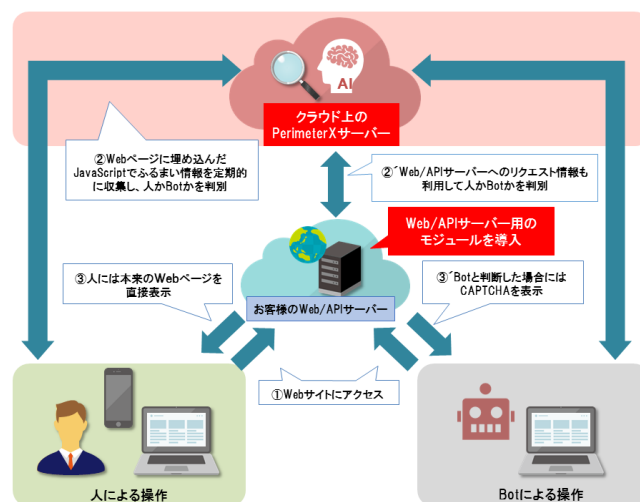 AI
クラウド上の
PerimeterXサーバー
②Webページに埋め込んだ
JavaScriptでふるまい情報を定期的
に収集し、人かBotかを判別
②´Web/APIサーバーへのリクエスト情報も
利用して人かBotかを判別
Web/APIサーバー用の
モジュールを導入
③人には本来のWebページを
直接表示
③´Botと判断した場合には
CAPTCHAを表示
お客様のWeb/APIサーバー
①Webサイトにアクセス
人による操作
Botによる操作